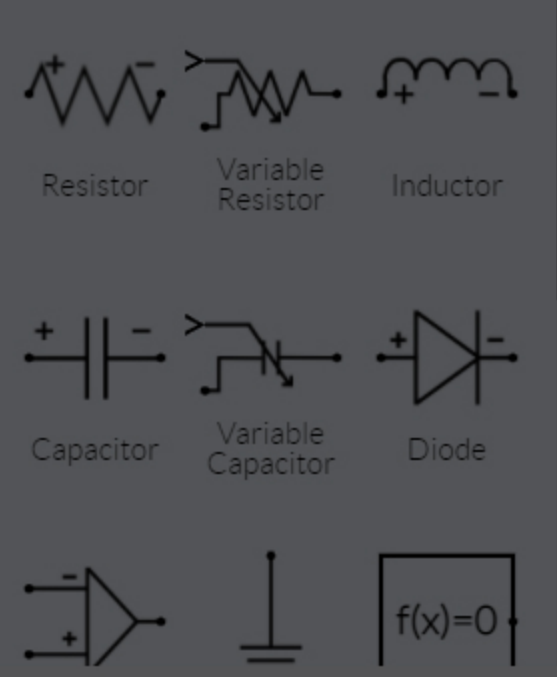 + −
+ −
Resistor
Variable
Resistor
Inductor
+ −
+ −
Capacitor
Variable
Capacitor
Diode
−
+
f(x)=0